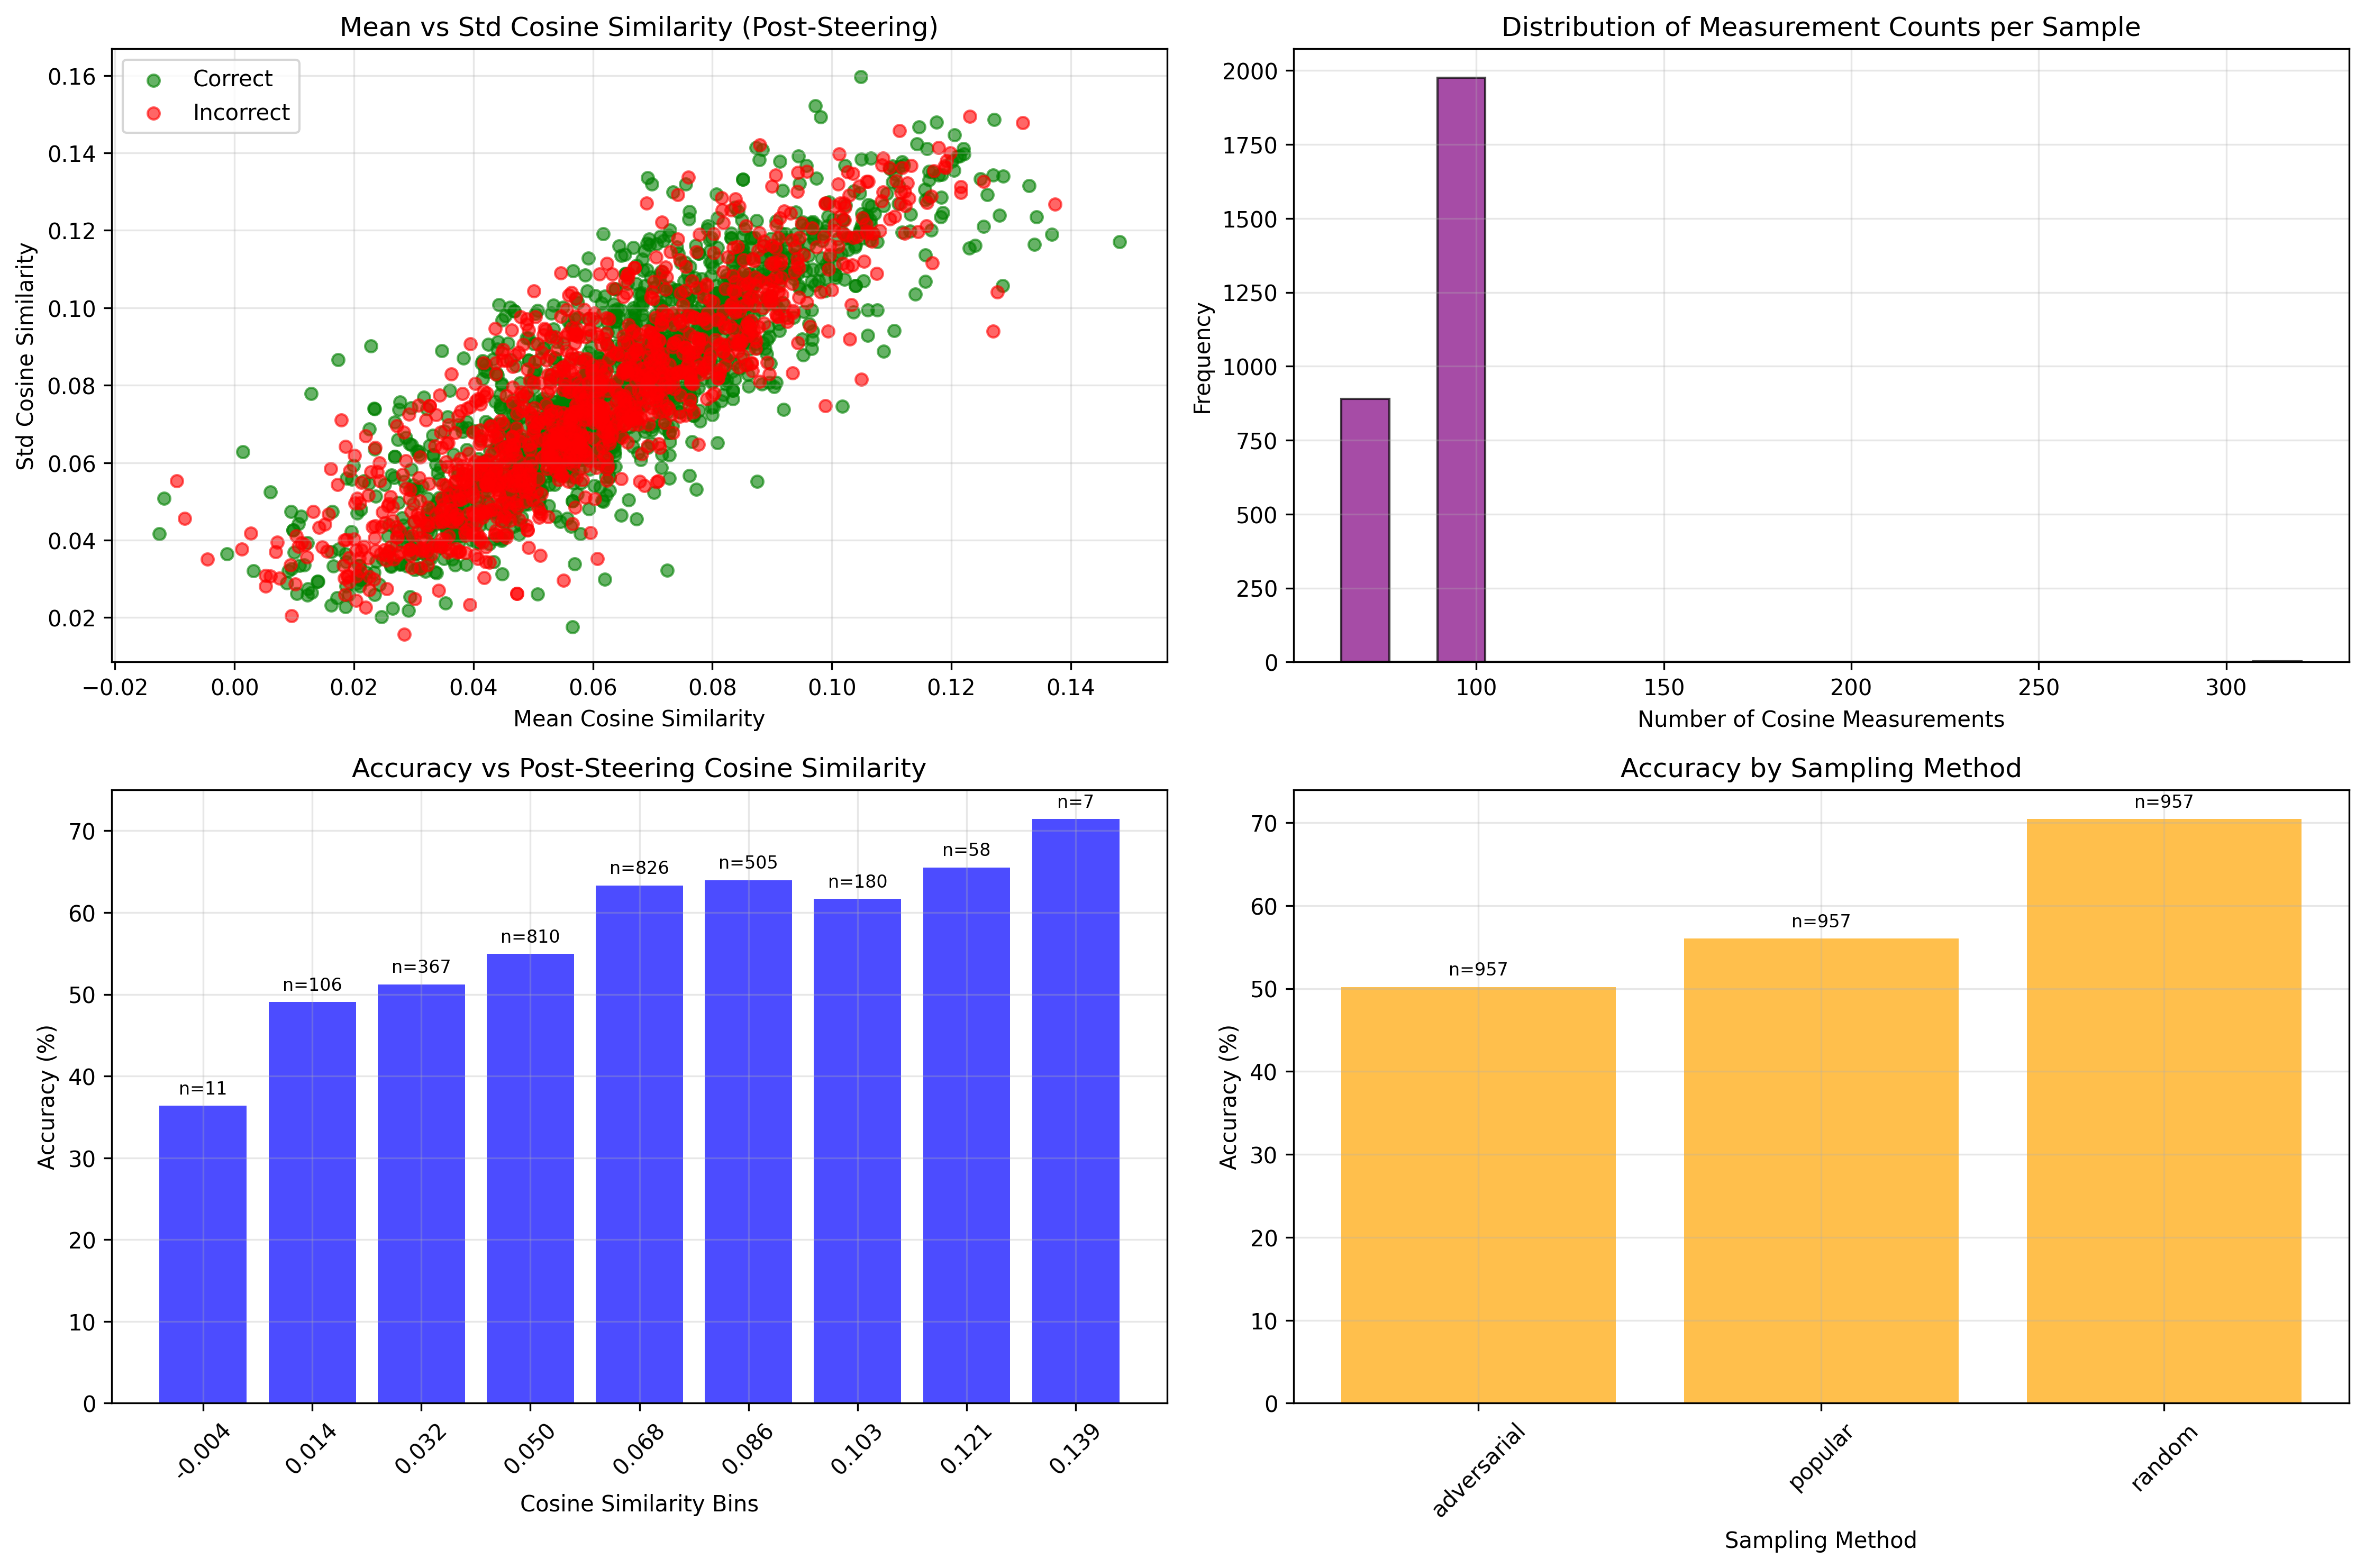 Mean vs Std Cosine Similarity (Post-Steering)
Correct
Incorrect
0.16
0.14
0.12
0.10
0.08
0.06
0.04
0.02
Std Cosine Similarity
−0.02 0.00 0.02 0.04 0.06 0.08 0.10 0.12 0.14
Mean Cosine Similarity
Distribution of Measurement Counts per Sample
2000
1750
1500
1250
1000
750
500
250
0
Frequency
100 150 200 250 300
Number of Cosine Measurements
Accuracy vs Post-Steering Cosine Similarity
70
60
50
40
30
20
10
0
Accuracy (%)
n=11
n=106
n=367
n=810
n=826
n=505
n=180
n=58
n=7
-0.004 0.014 0.032 0.050 0.068 0.086 0.103 0.121 0.139
Cosine Similarity Bins
Accuracy by Sampling Method
70
60
50
40
30
20
10
0
Accuracy (%)
n=957
n=957
n=957
adversarial popular random
Sampling Method